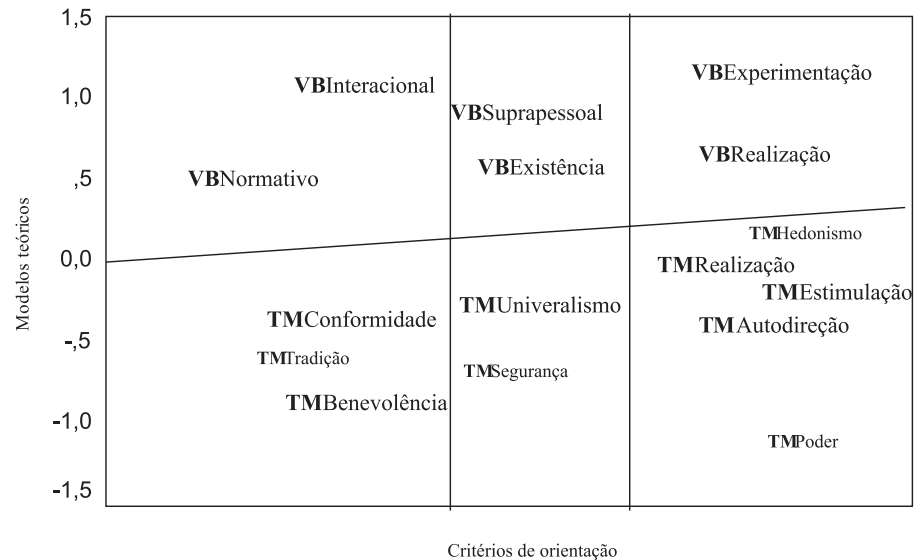 1,5
VBExperimentação
VBInteracional
1,0
VBSuprapessoal
VBExistência
VBRealização
,5
VBNormativo
TMHedonismo
0,0
TMRealização
TMEstimulação
TMConformidade
TMUniveralismo
TMAutodireção
-,5
TMTradição
TMSegurança
TMBenevolência
-1,0
TMPoder
-1,5
Modelos teóricos
Critérios de orientação